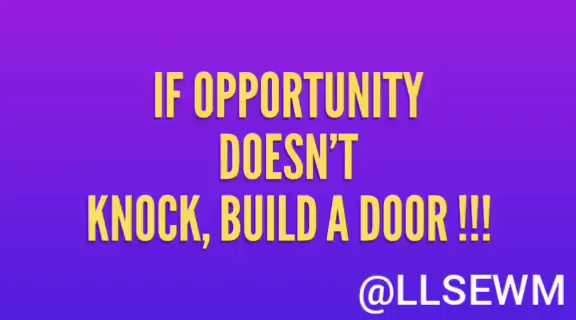 IF OPPORTUNITY
DOESN’T
KNOCK, BUILD A DOOR !!!
@LLSEWM